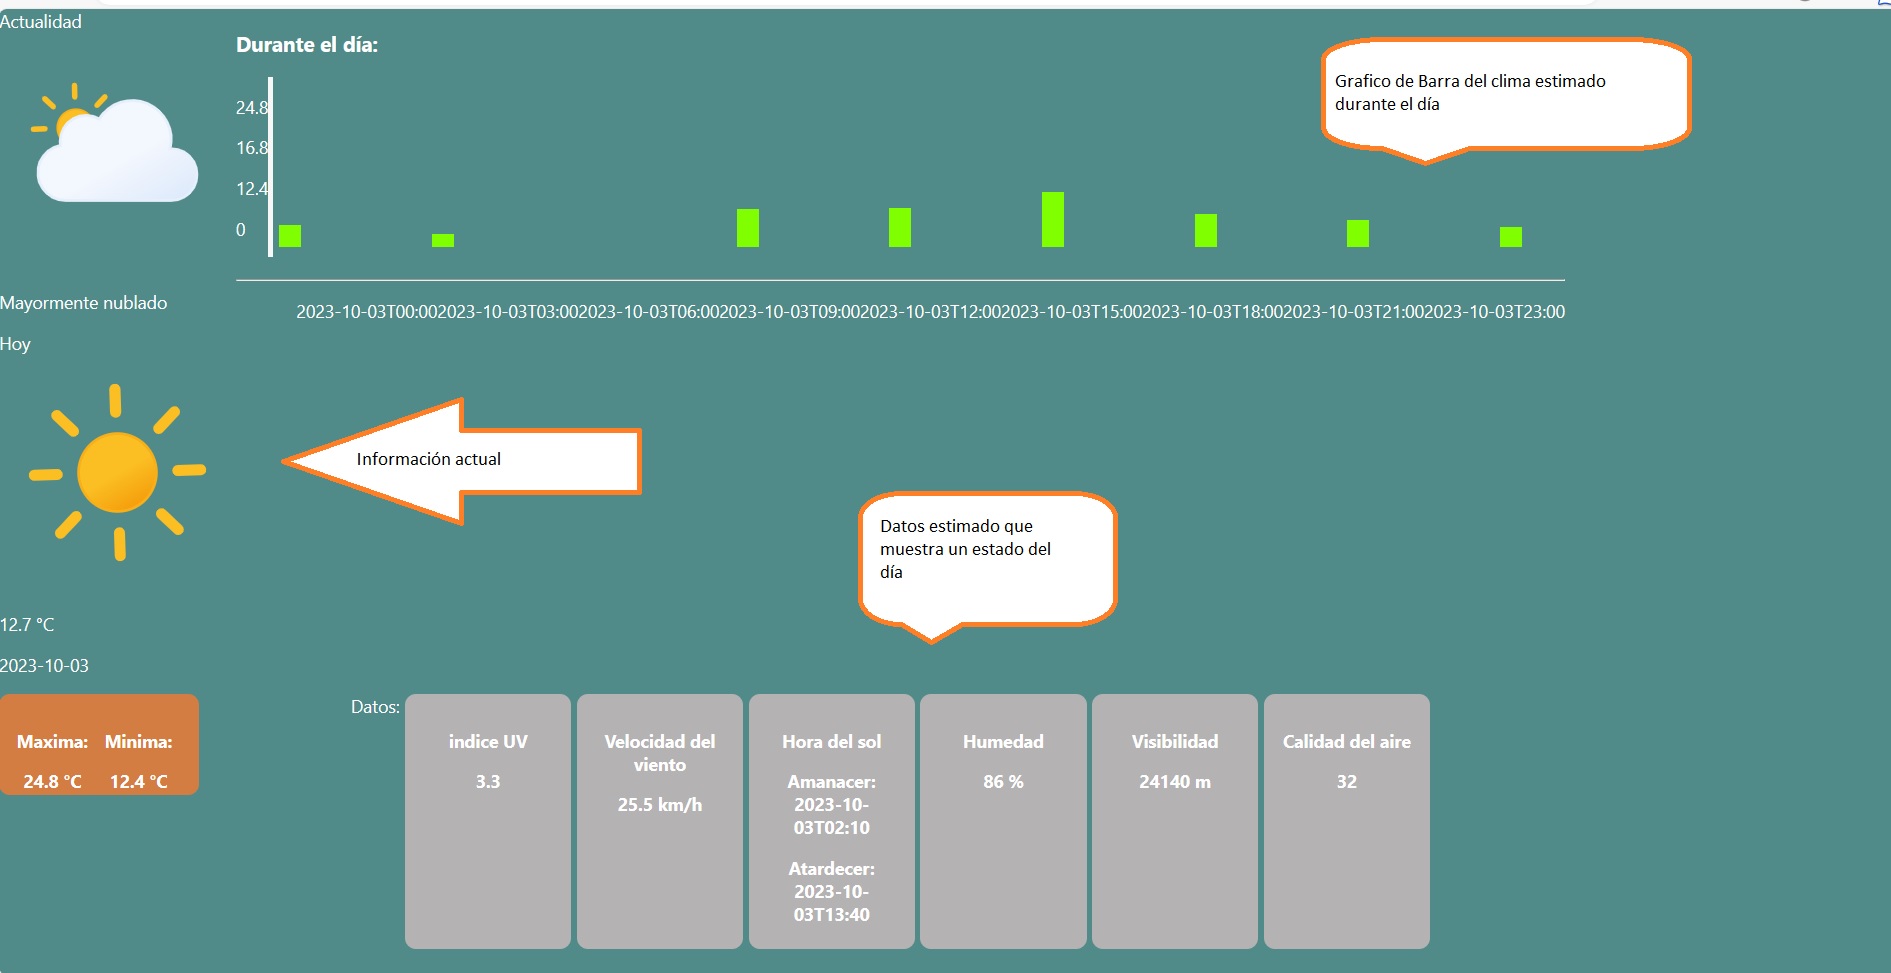 Actualidad
Durante el día:
24.8
16.8
12.4
0
Grafico de Barra del clima estimado
durante el día
Mayormente nublado
2023-10-03T00:002023-10-03T03:002023-10-03T06:002023-10-03T09:002023-10-03T12:002023-10-03T15:002023-10-03T18:002023-10-03T21:002023-10-03T23:00
Hoy
Información actual
Datos estimado que
muestra un estado del
día
12.7 °C
2023-10-03
Maxima: Minima:
24.8 °C 12.4 °C
Datos:
indice UV
3.3
Velocidad del
viento
25.5 km/h
Hora del sol
Amanacer:
2023-10-
03T02:10
Atardecer:
2023-10-
03T13:40
Humedad
86 %
Visibilidad
24140 m
Calidad del aire
32